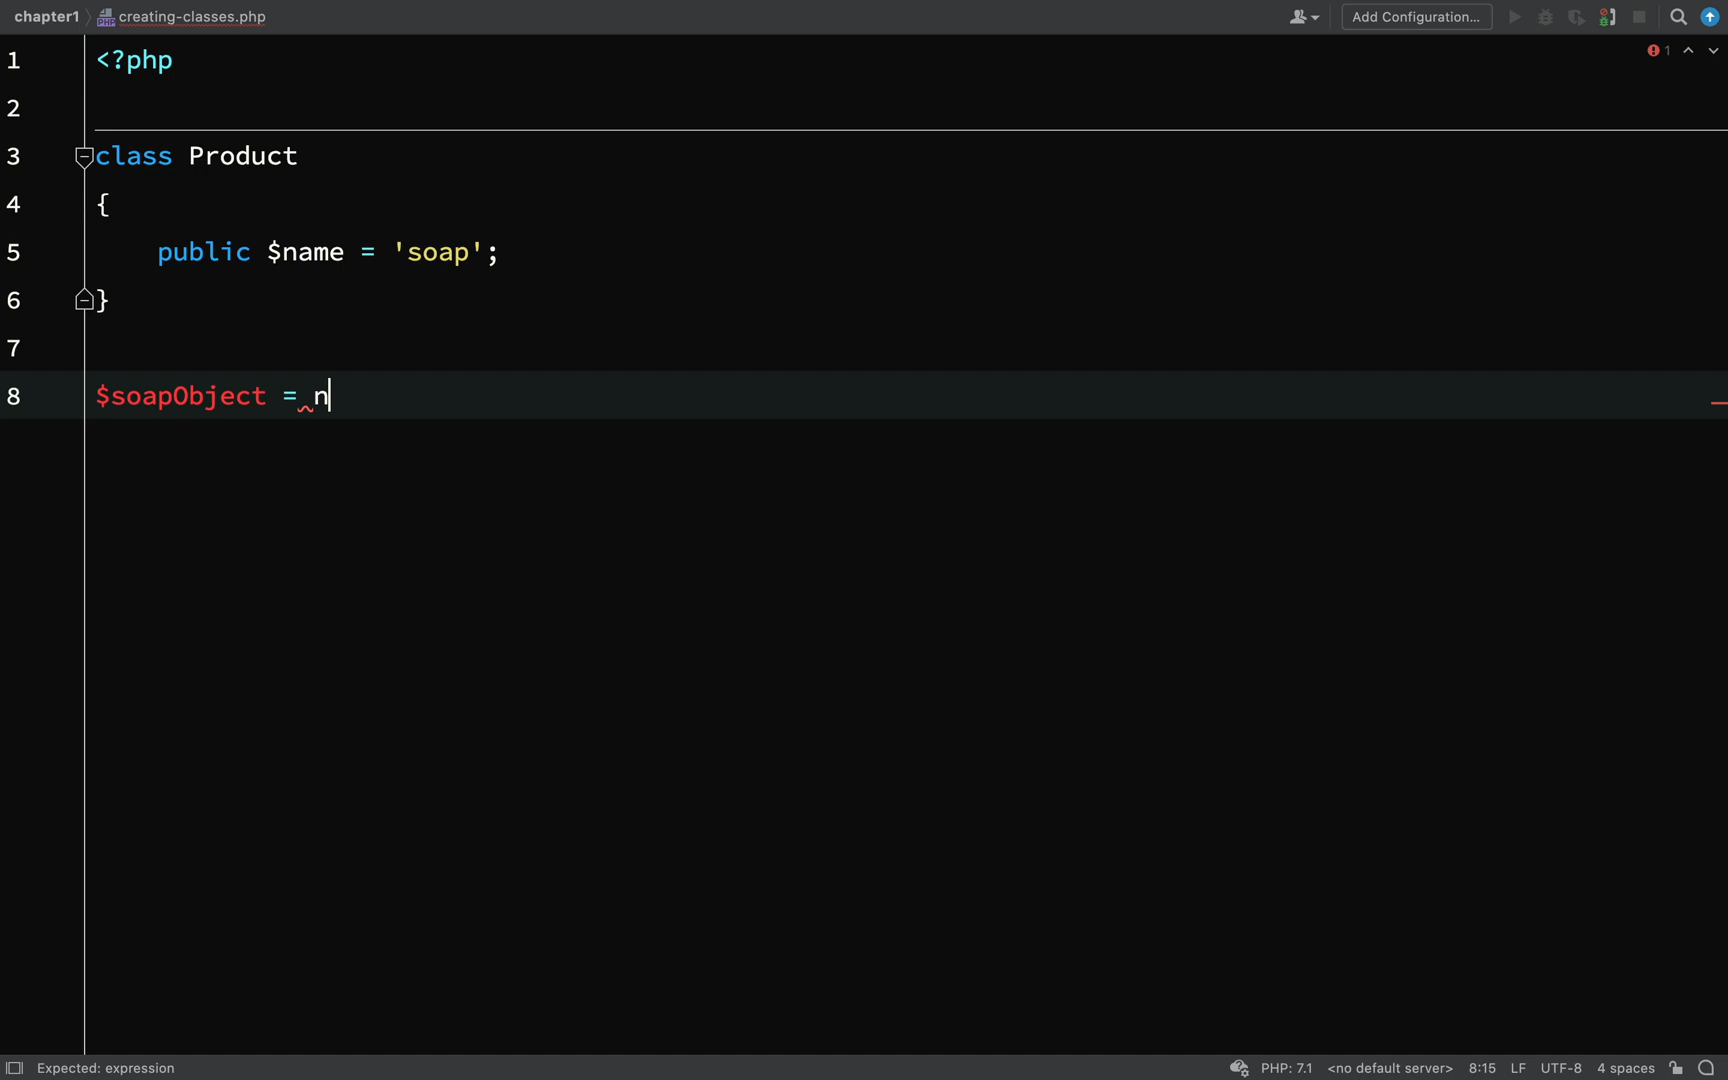 chapter1 creating-classes.php Add Configuration...
1 <?php 1
2
3 class Product
4 {
5 public $name = 'soap';
6 }
7
8 $soapObject = n
Expected: expression PHP: 7.1 <no default server> 8:15 LF UTF-8 4 spaces